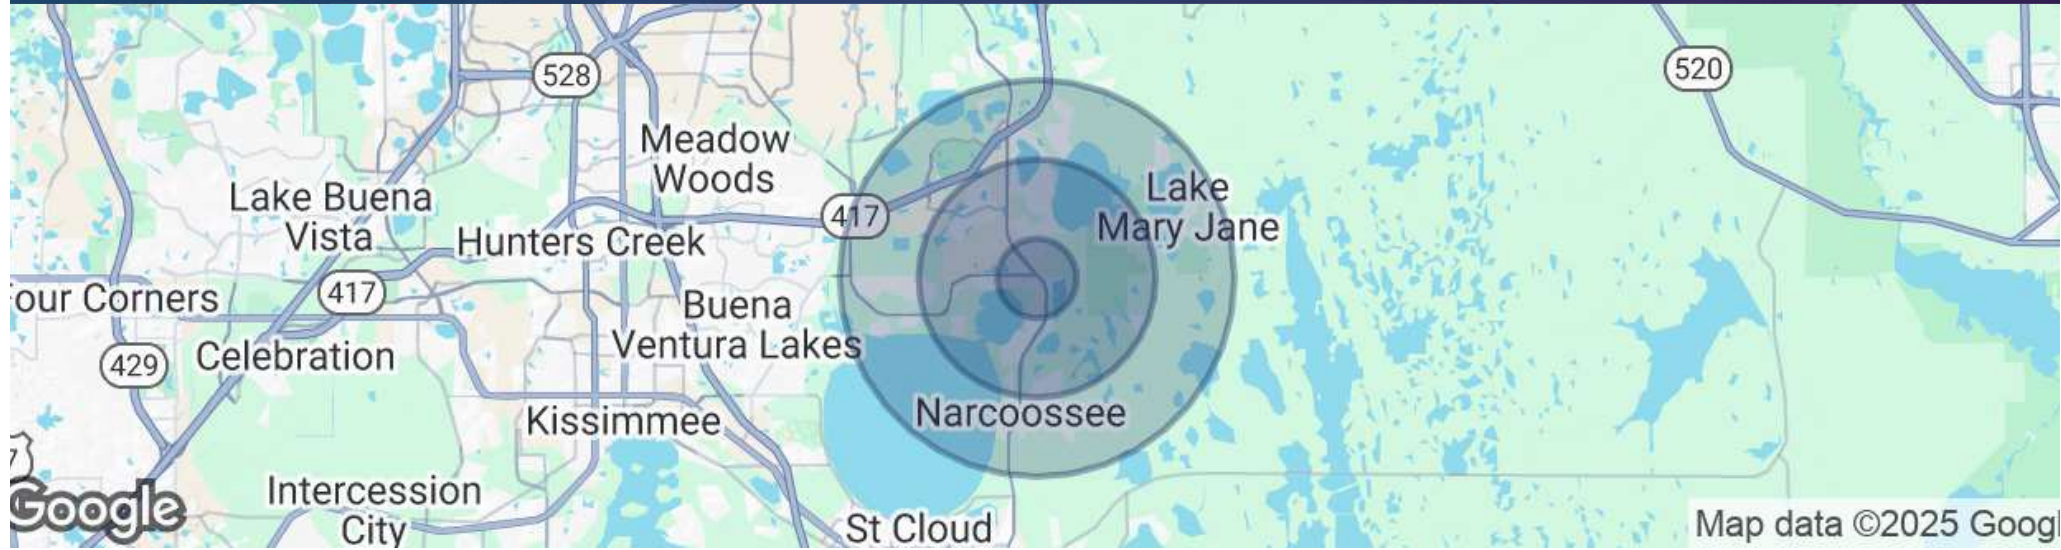 528
520
Meadow
Woods
Lake Buena
Vista
Lake
Mary Jane
417
Hunters Creek
417
our Corners
Buena
Ventura Lakes
429
Celebration
Narcoossee
Kissimmee
7
Intercession
City
Google
St Cloud
Map data ©2025 Googl